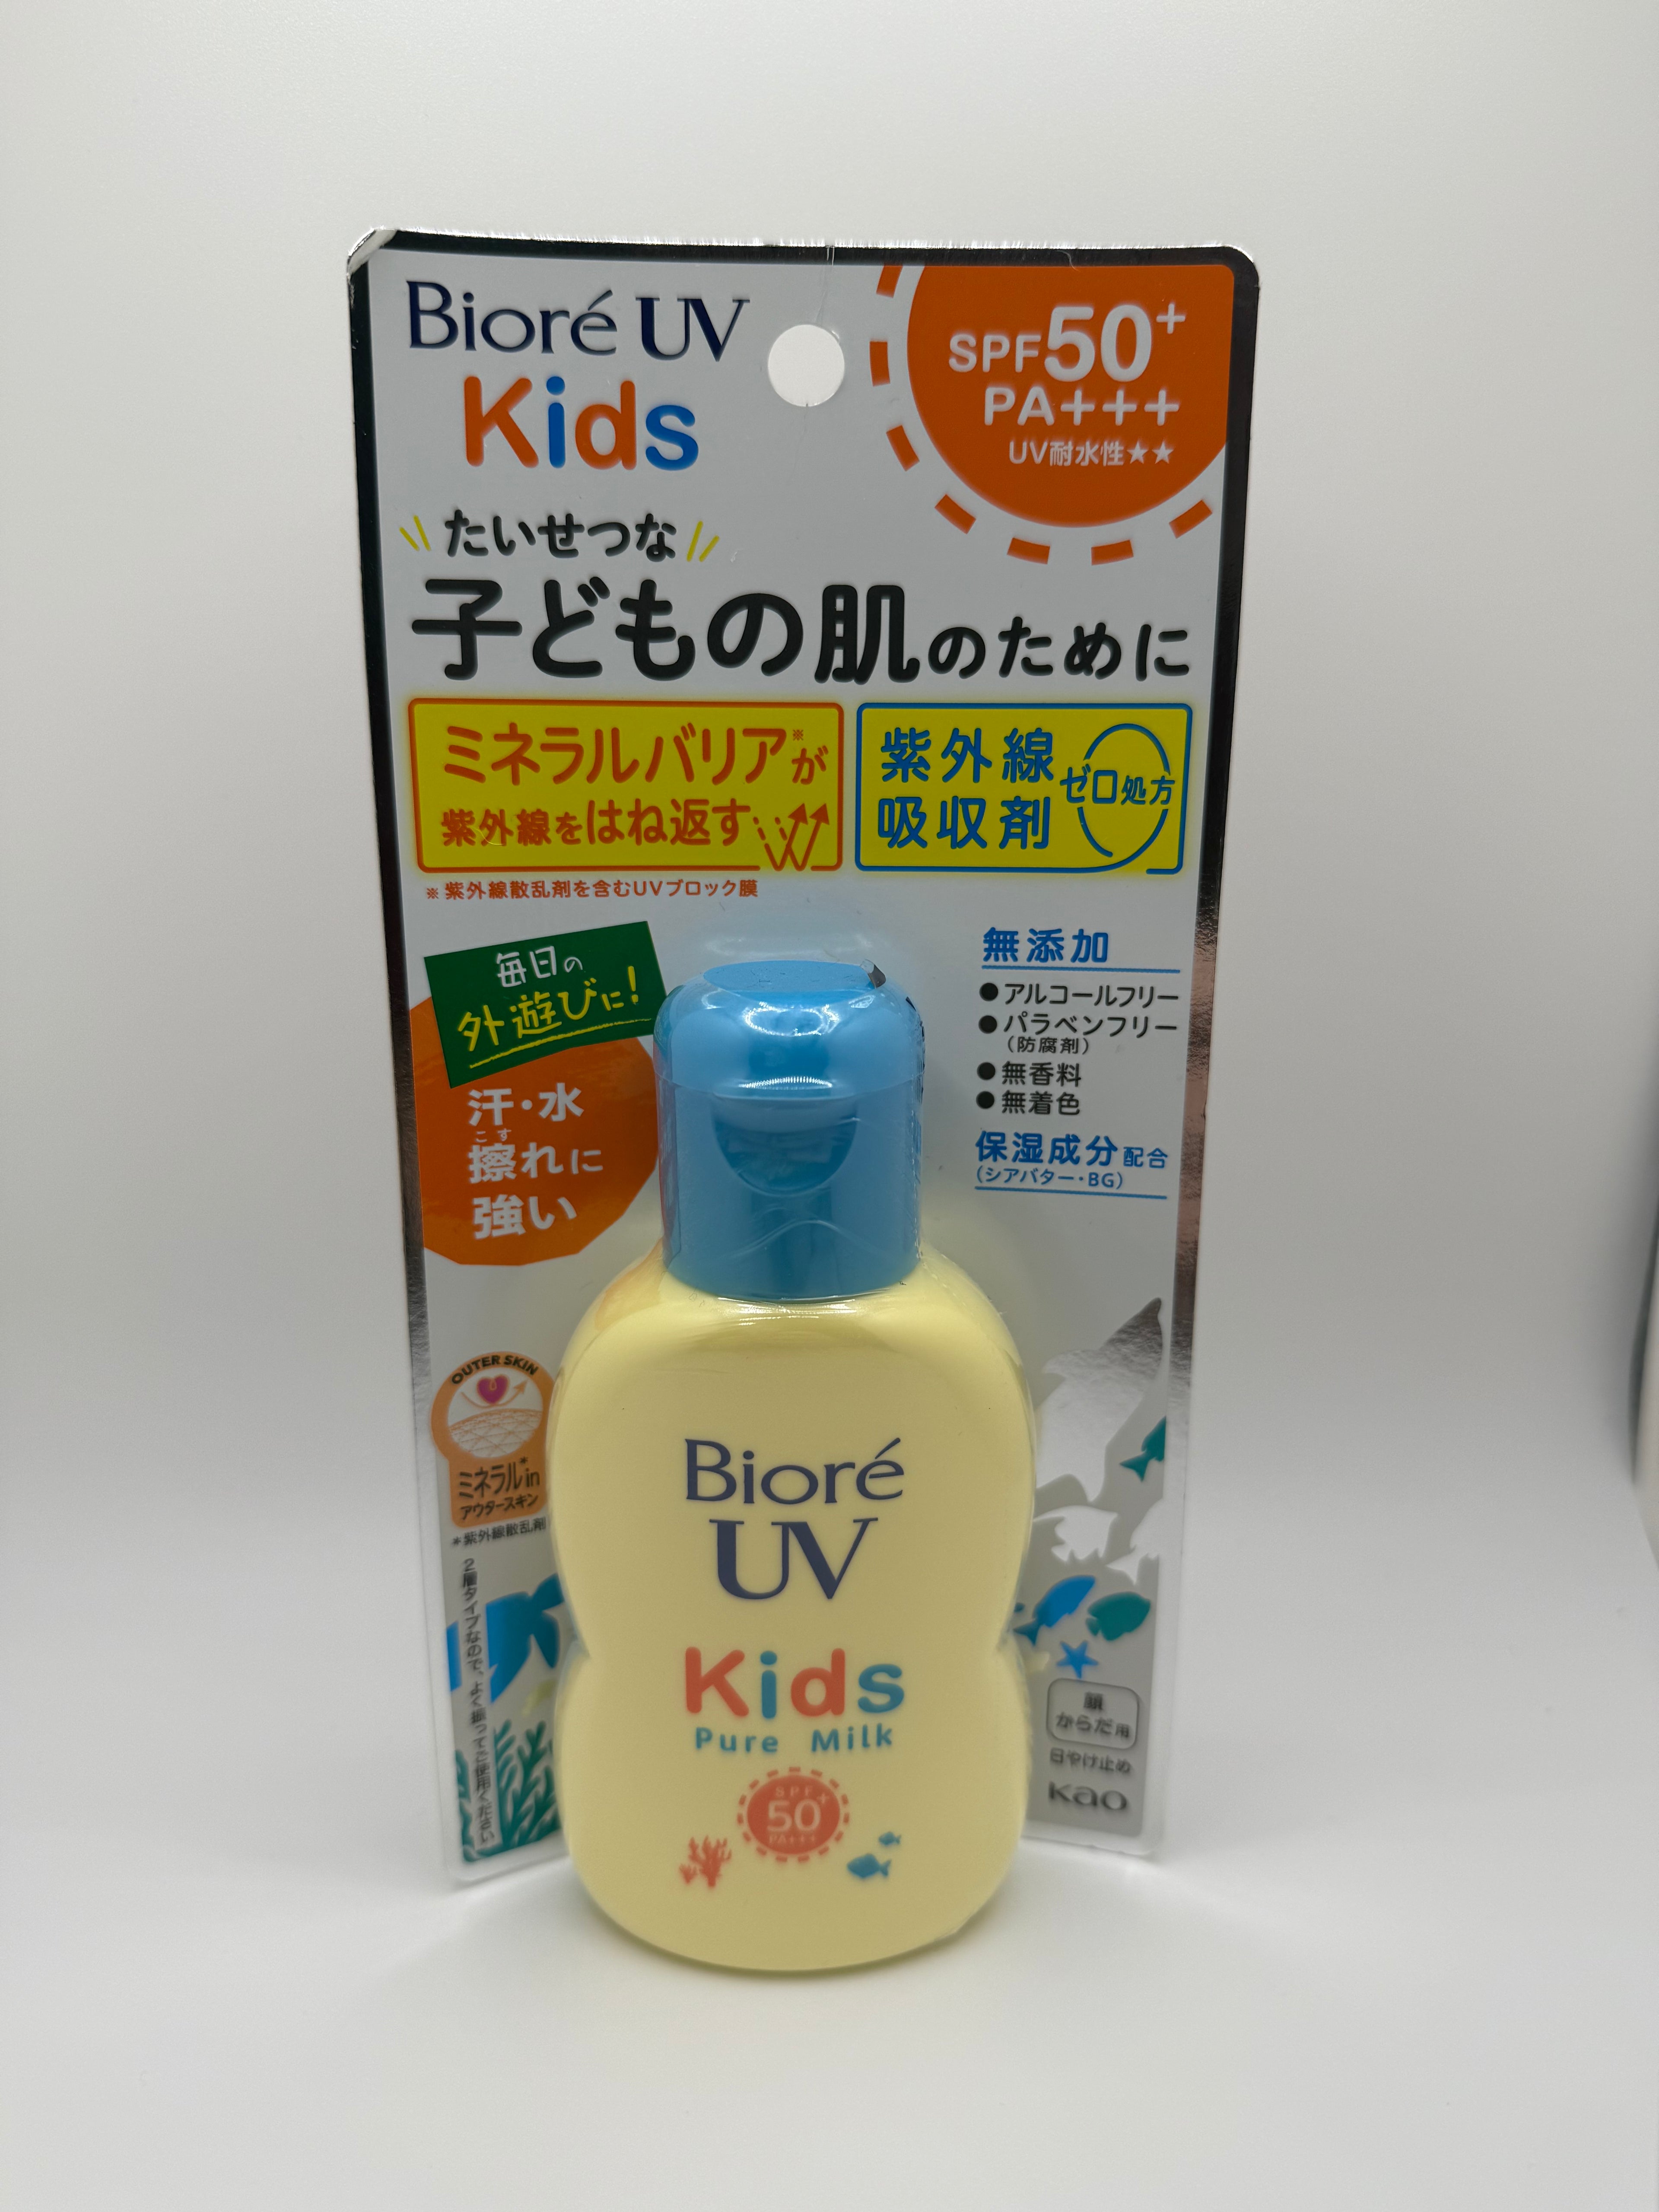 Bioré UV
Kids
SPF50+
PA+++
UV耐水性★★
たいせつな
子どもの肌のために
ミネラルバリア※が
紫外線をはね返す
紫外線
吸収剤
ゼロ処方
※紫外線散乱剤を含むUVブロック膜
毎日の
外遊びに!
汗・水
こす
擦れに
強い
無添加
●アルコールフリー
●パラベンフリー
(防腐剤)
●無香料
●無着色
保湿成分配合
(シアバター・BG)
OUTER SKIN
ミネラル*in
アウタースキン
*紫外線散乱剤
2層タイプなので、よく振ってご使用ください
Bioré
UV
Kids
Pure Milk
SPF
50+
PA+++
顔
からだ用
日やけ止め
Kao